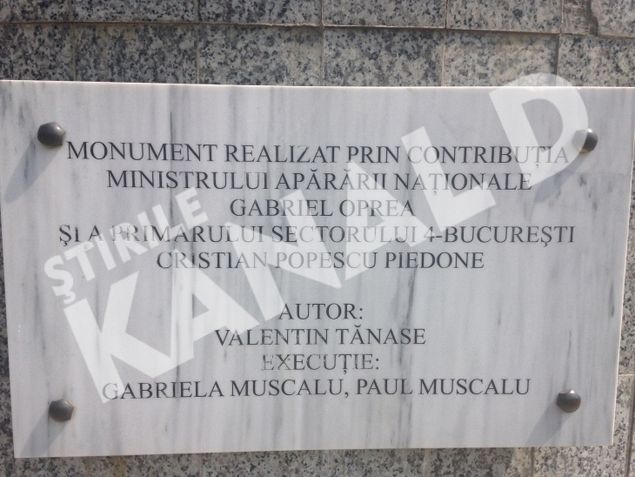 MONUMENT REALIZAT PRIN CONTRIBUȚIA
MINISTRULUI APĂRĂRII NAȚIONALE
GABRIEL OPREA
ȘI A PRIMARULUI SECTORULUI 4-BUCUREȘTI
CRISTIAN POPESCU PIEDONE
AUTOR:
VALENTIN TĂNASE
EXECUȚIE:
GABRIELA MUSCALU, PAUL MUSCALU
ȘTIRILE
KANAL D